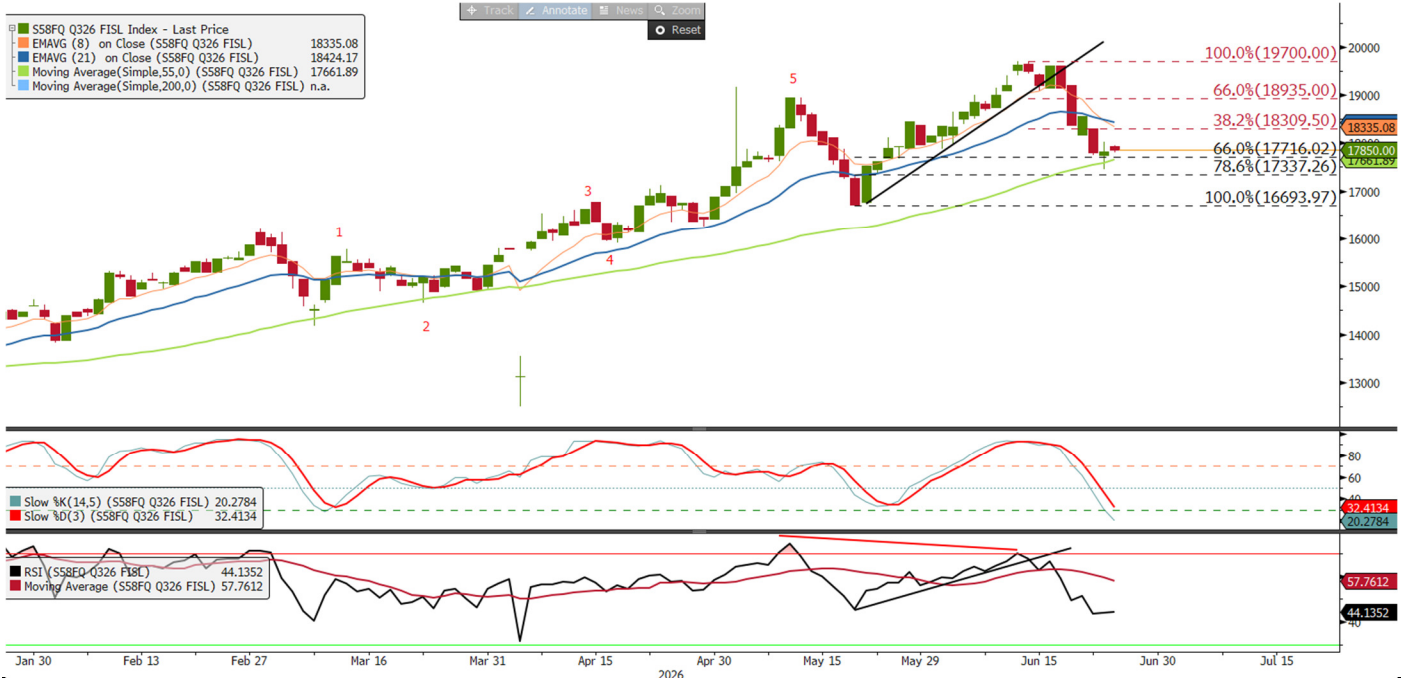 Track Annotate News Zoom
Reset
S58FQ Q326 FISL Index - Last Price
EMAVG (8) on Close (S58FQ Q326 FISL) 18335.08
EMAVG (21) on Close (S58FQ Q326 FISL) 18424.17
Moving Average(Simple,55,0) (S58FQ Q326 FISL) 17661.89
Moving Average(Simple,200,0) (S58FQ Q326 FISL) n.a.
1
2
3
4
5
100.0%(19700.00)
66.0%(18935.00)
38.2%(18309.50)
66.0%(17716.02)
78.6%(17337.26)
100.0%(16693.97)
20000
19000
18335.08
17850.00
17661.89
17000
16000
15000
14000
13000
Slow %K(14,5) (S58FQ Q326 FISL) 20.2784
Slow %D(3) (S58FQ Q326 FISL) 32.4134
80
60
40
32.4134
20.2784
RSI (S58FQ Q326 FISL) 44.1352
Moving Average (S58FQ Q326 FISL) 57.7612
57.7612
44.1352
40
Jan 30 Feb 13 Feb 27 Mar 16 Mar 31 Apr 15 Apr 30 May 15 May 29 Jun 15 Jun 30 Jul 15
2026